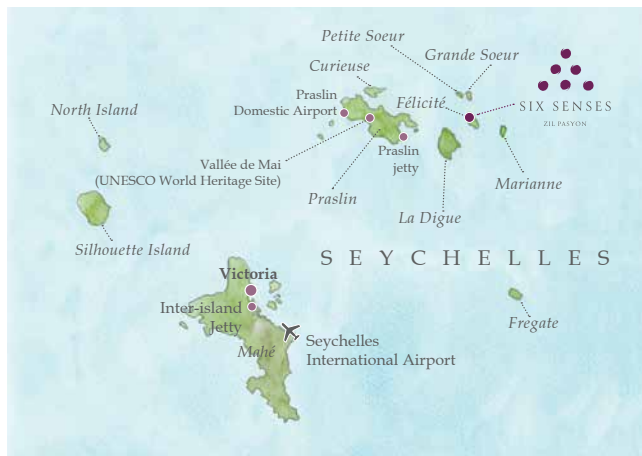 Petite Soeur
Grande Soeur
Curieuse
Praslin
Domestic Airport
Félicité
SIX SENSES
ZIL PASYON
North Island
Vallée de Mai
(UNESCO World Heritage Site)
Praslin
jetty
Marianne
Praslin
La Digue
Silhouette Island
SEYCHELLES
Victoria
Inter-island
Jetty
Fregate
Mahé
Seychelles
International Airport